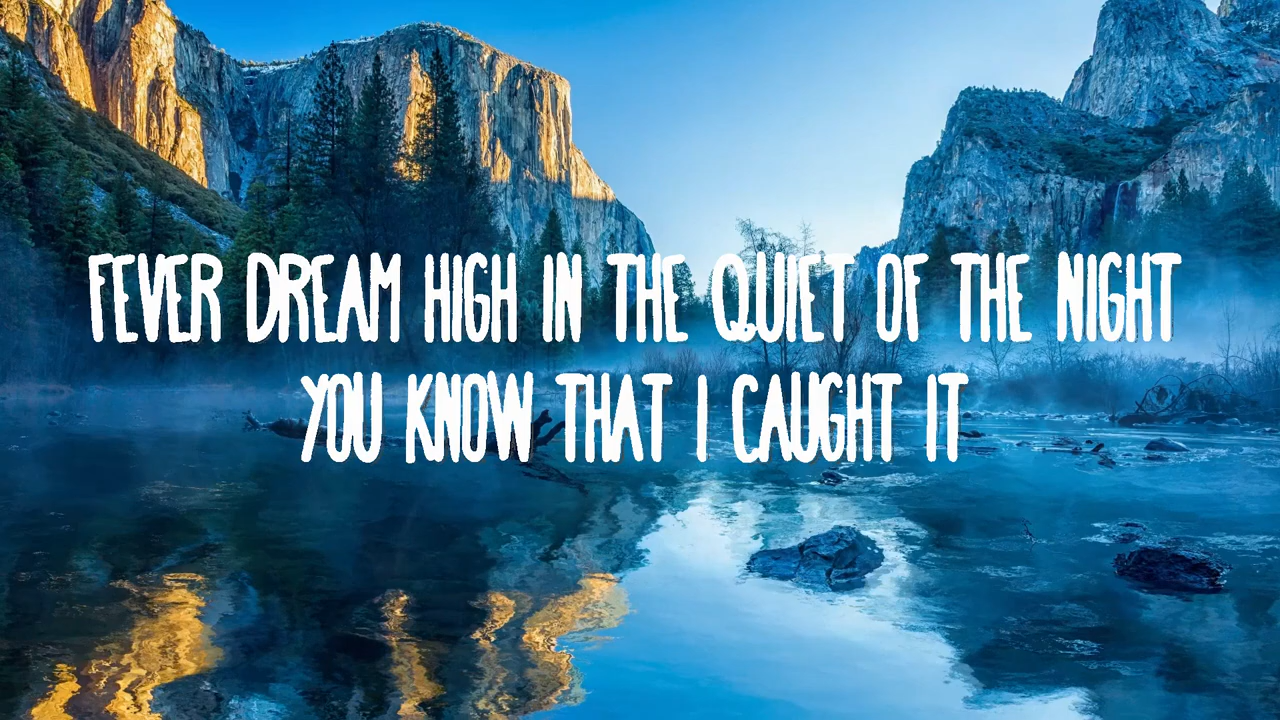 FEVER DREAM HIGH IN THE QUIET OF THE NIGHT
YOU KNOW THAT I CAUGHT IT